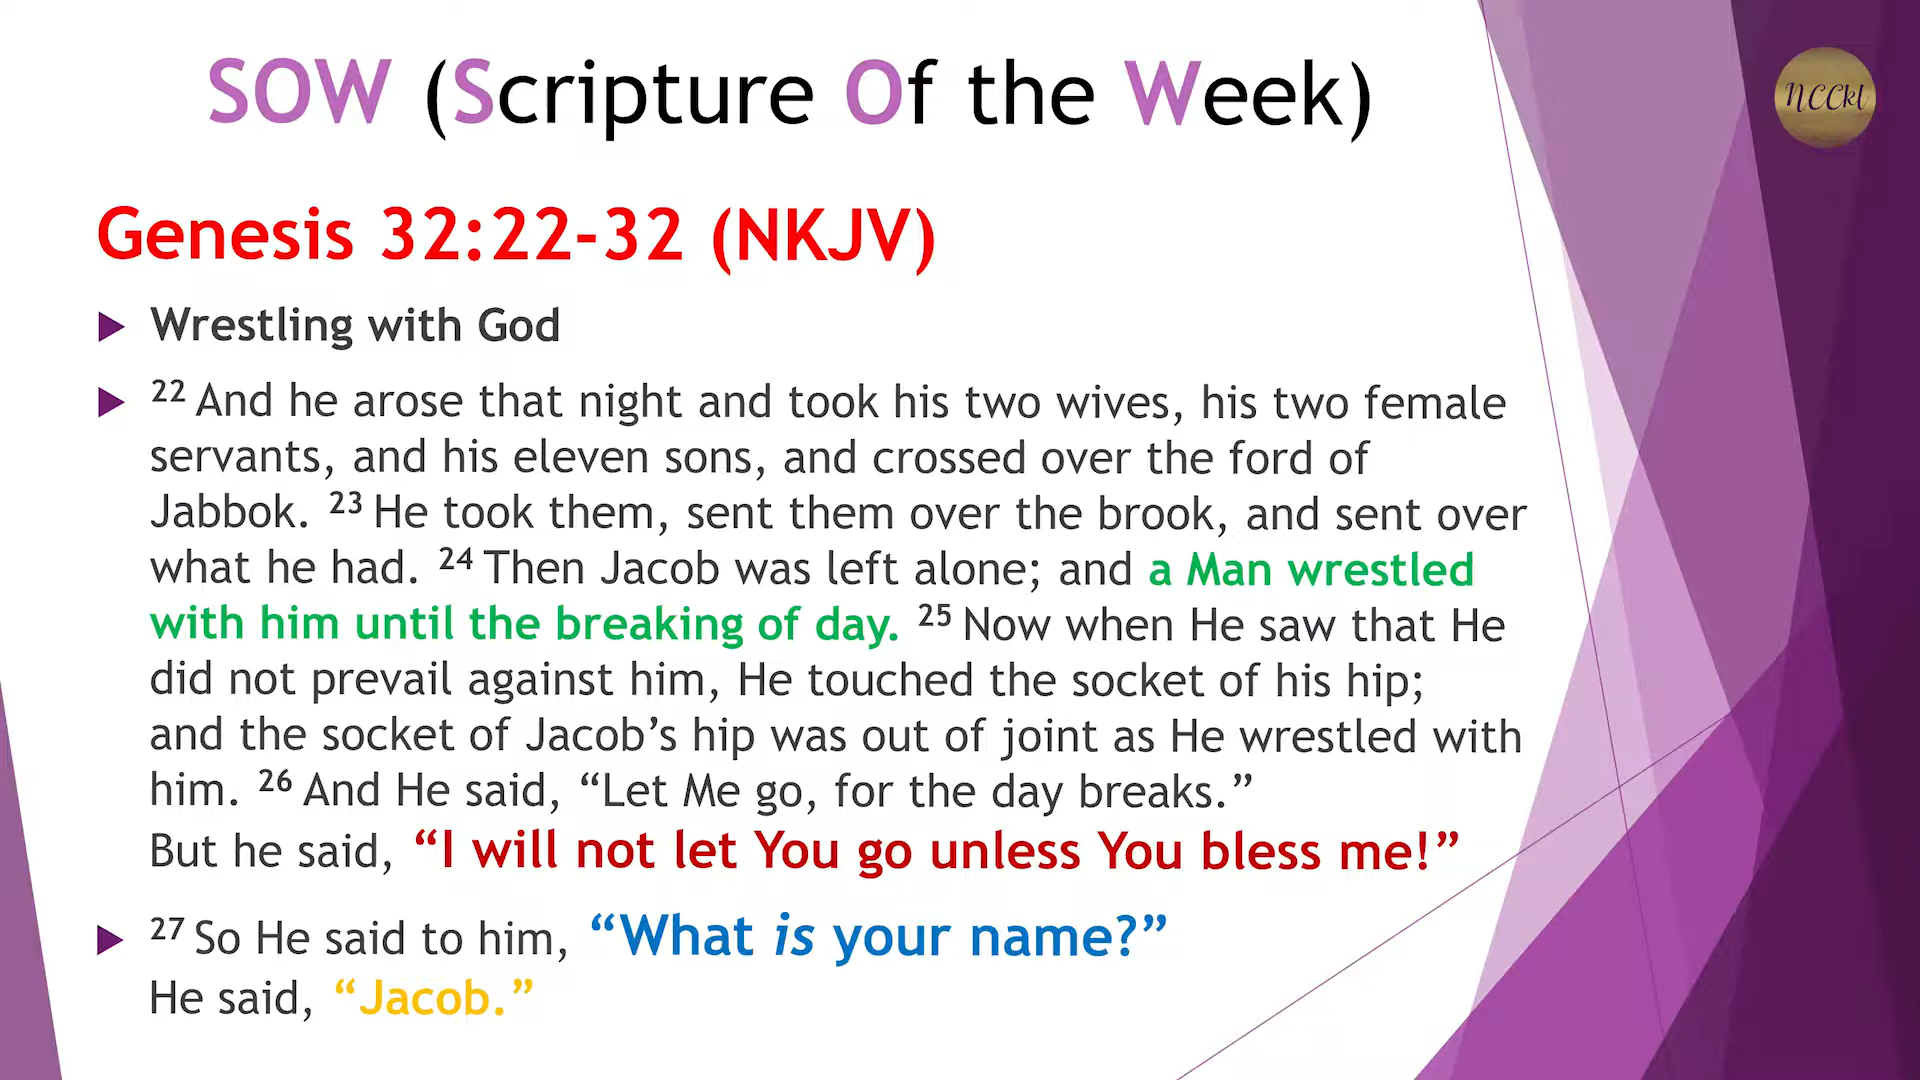 SOW (Scripture Of the Week)
NCCkl
Genesis 32:22-32 (NKJV)
Wrestling with God
22 And he arose that night and took his two wives, his two female
servants, and his eleven sons, and crossed over the ford of
Jabbok. 23 He took them, sent them over the brook, and sent over
what he had. 24 Then Jacob was left alone; and a Man wrestled
with him until the breaking of day. 25 Now when He saw that He
did not prevail against him, He touched the socket of his hip;
and the socket of Jacob’s hip was out of joint as He wrestled with
him. 26 And He said, “Let Me go, for the day breaks.”
But he said, “I will not let You go unless You bless me!”
27 So He said to him, “What is your name?”
He said, “Jacob.”